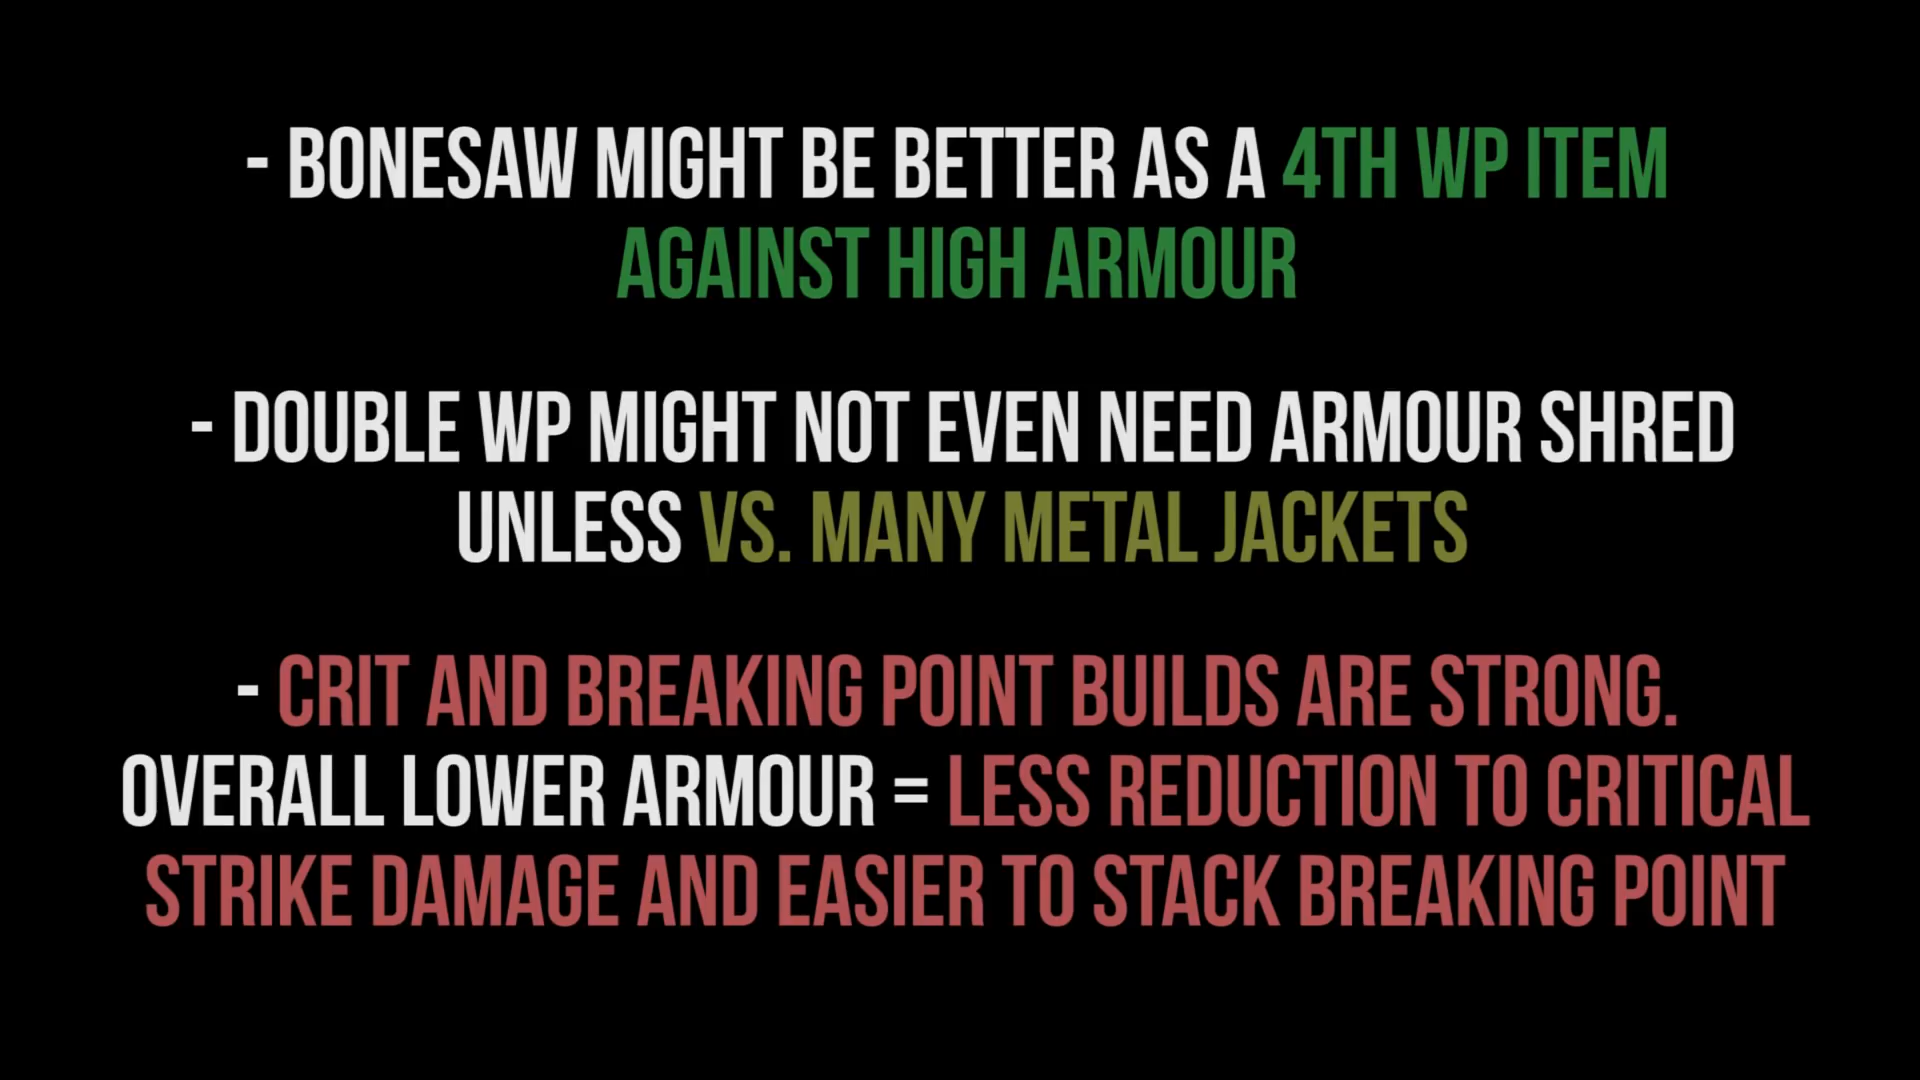 - BONESAW MIGHT BE BETTER AS A 4TH WP ITEM
AGAINST HIGH ARMOUR
- DOUBLE WP MIGHT NOT EVEN NEED ARMOUR SHRED
UNLESS VS. MANY METAL JACKETS
- CRIT AND BREAKING POINT BUILDS ARE STRONG.
OVERALL LOWER ARMOUR = LESS REDUCTION TO CRITICAL
STRIKE DAMAGE AND EASIER TO STACK BREAKING POINT